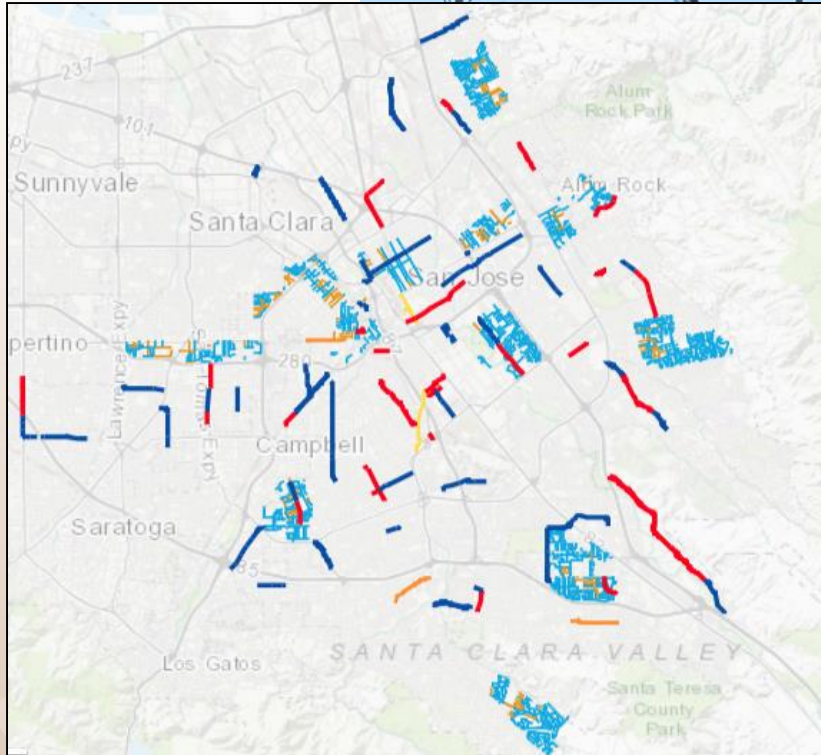 237
Alum
Rock Park
101
Sunnyvale
Alum Rock
Santa Clara
San José
Lawrence Expy
pertino
280
Campbell
Saratoga
85
SANTA CLARA VALLEY
Los Gatos
Santa Teresa
County
Park